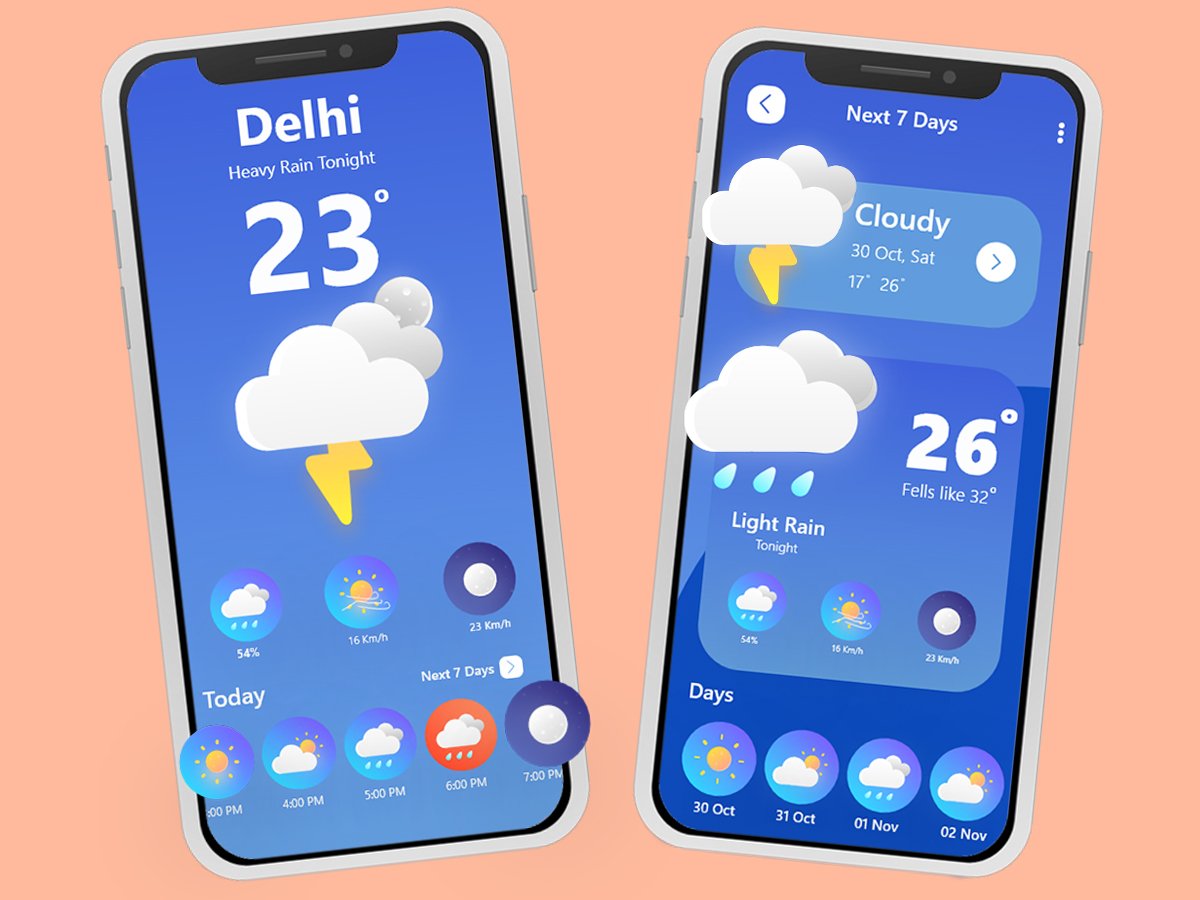 Delhi
Heavy Rain Tonight
23°
54%
16 Km/h
23 Km/h
Next 7 Days
Today
:00 PM
4:00 PM
5:00 PM
6:00 PM
7:00 PM
Next 7 Days
Cloudy
30 Oct, Sat
17° 26°
26°
Fells like 32°
Light Rain
Tonight
54%
16 Km/h
23 Km/h
Days
30 Oct
31 Oct
01 Nov
02 Nov